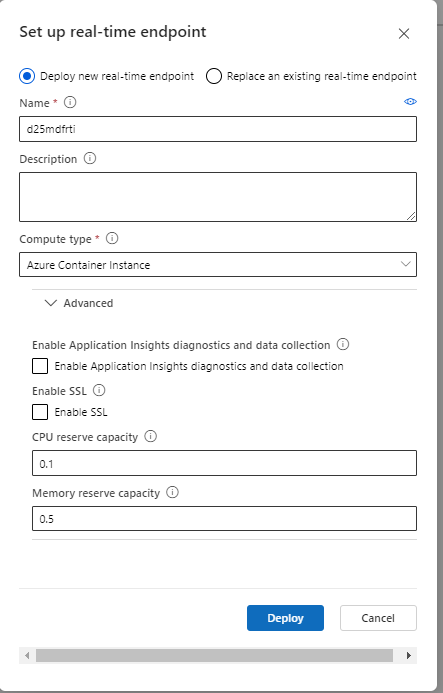 Set up real-time endpoint
Deploy new real-time endpoint Replace an existing real-time endpoint
Name *
d25mdfrti
Description
Compute type *
Azure Container Instance
Advanced
Enable Application Insights diagnostics and data collection
Enable Application Insights diagnostics and data collection
Enable SSL
Enable SSL
CPU reserve capacity
0.1
Memory reserve capacity
0.5
Deploy Cancel